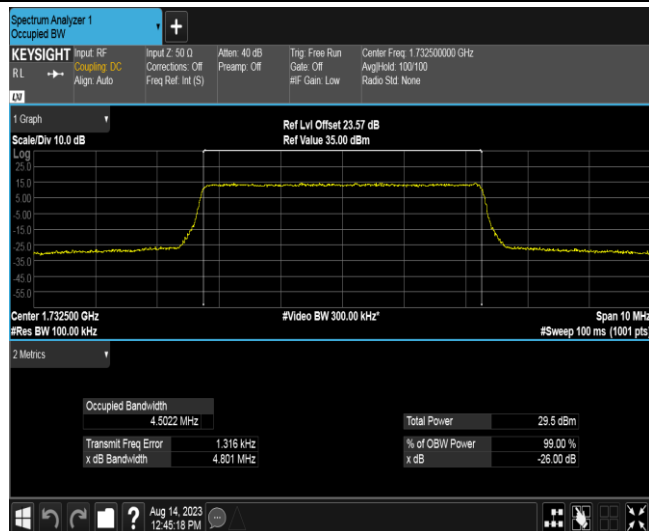 Spectrum Analyzer 1
Occupied BW
+
KEYSIGHT
RL
Input: RF
Coupling: DC
Align: Auto
Input Z: 50 Ω
Corrections: Off
Freq Ref: Int (S)
Atten: 40 dB
Preamp: Off
Trig: Free Run
Gate: Off
#IF Gain: Low
Center Freq: 1.732500000 GHz
Avg|Hold: 100/100
Radio Std: None
1 Graph
Scale/Div 10.0 dB
Ref Lvl Offset 23.57 dB
Ref Value 35.00 dBm
Log
25.0
15.0
5.00
-5.00
-15.0
-25.0
-35.0
-45.0
-55.0
Center 1.732500 GHz
#Res BW 100.00 kHz
#Video BW 300.00 kHz*
Span 10 MHz
#Sweep 100 ms (1001 pts)
2 Metrics
Occupied Bandwidth
4.5022 MHz
Transmit Freq Error 1.316 kHz
x dB Bandwidth 4.801 MHz
Total Power 29.5 dBm
% of OBW Power 99.00 %
x dB -26.00 dB
?
Aug 14, 2023
12:45:18 PM